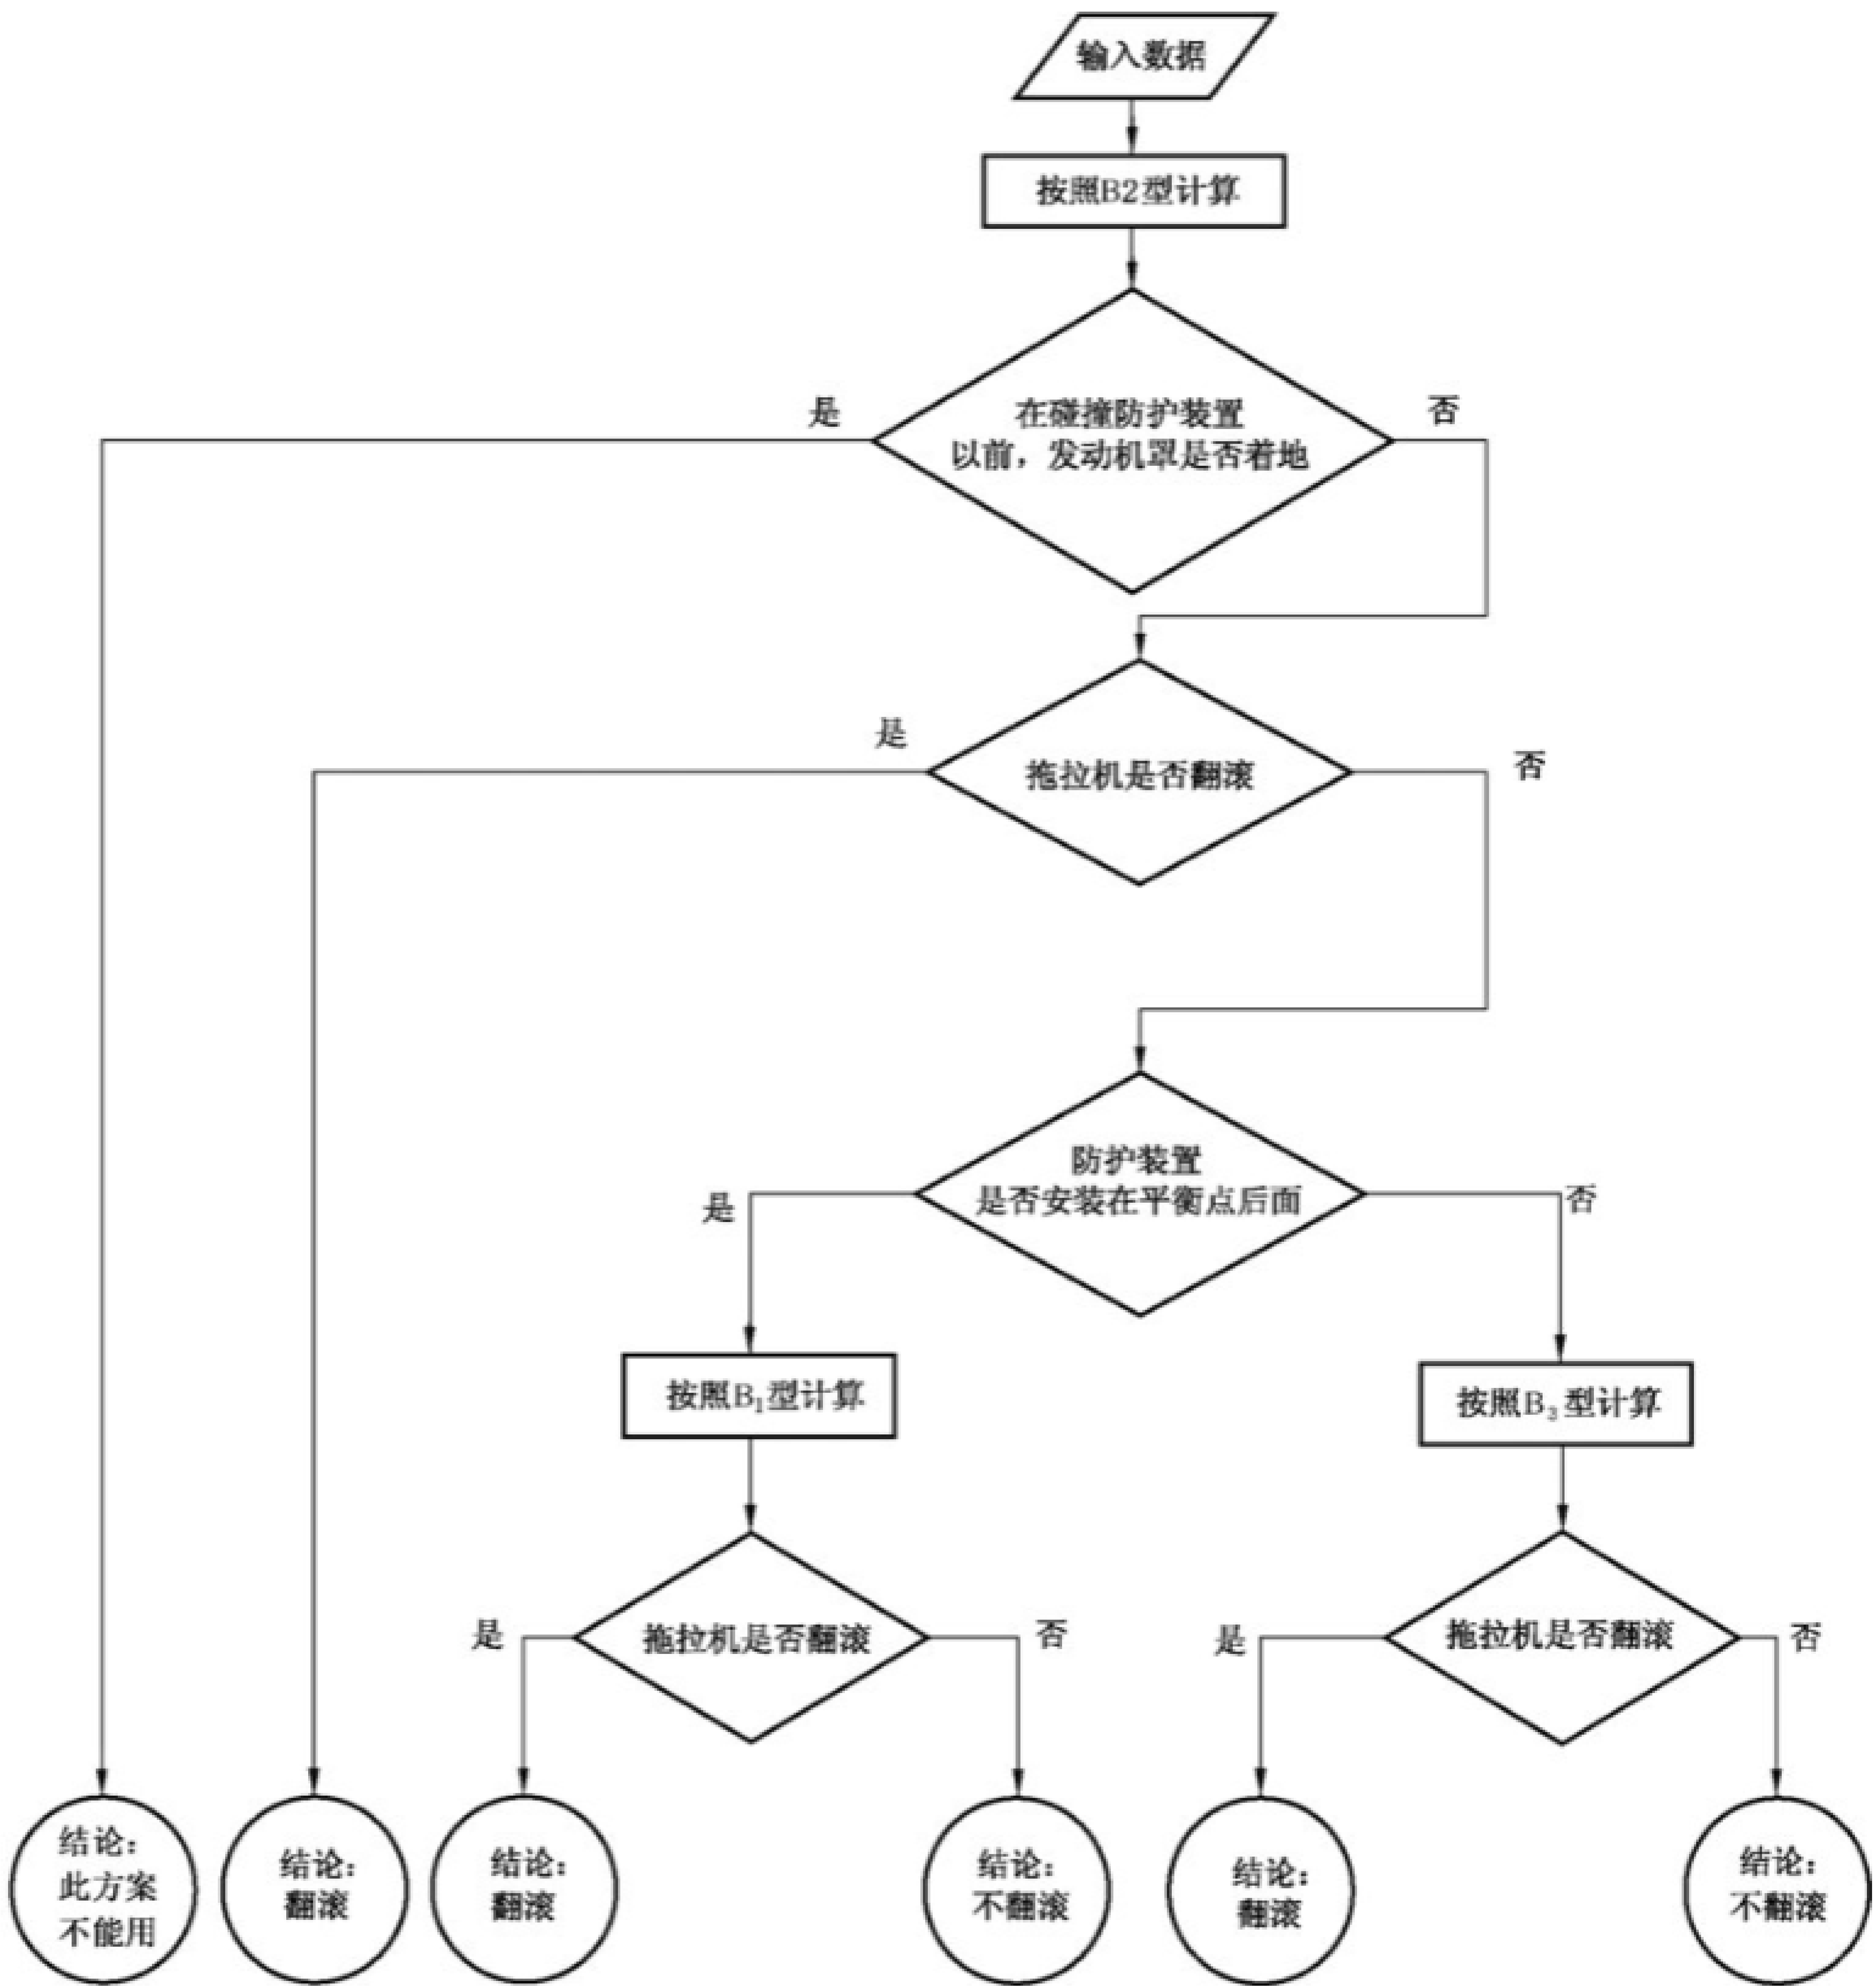 输入数据
按照B2型计算
是
在碰撞防护装置
以前，发动机罩是否着地
否
是
拖拉机是否翻滚
否
是
防护装置
是否安装在平衡点后面
否
按照B₁型计算
按照B₃型计算
是
拖拉机是否翻滚
否
是
拖拉机是否翻滚
否
结论：
此方案
不能用
结论：
翻滚
结论：
翻滚
结论：
不翻滚
结论：
翻滚
结论：
不翻滚